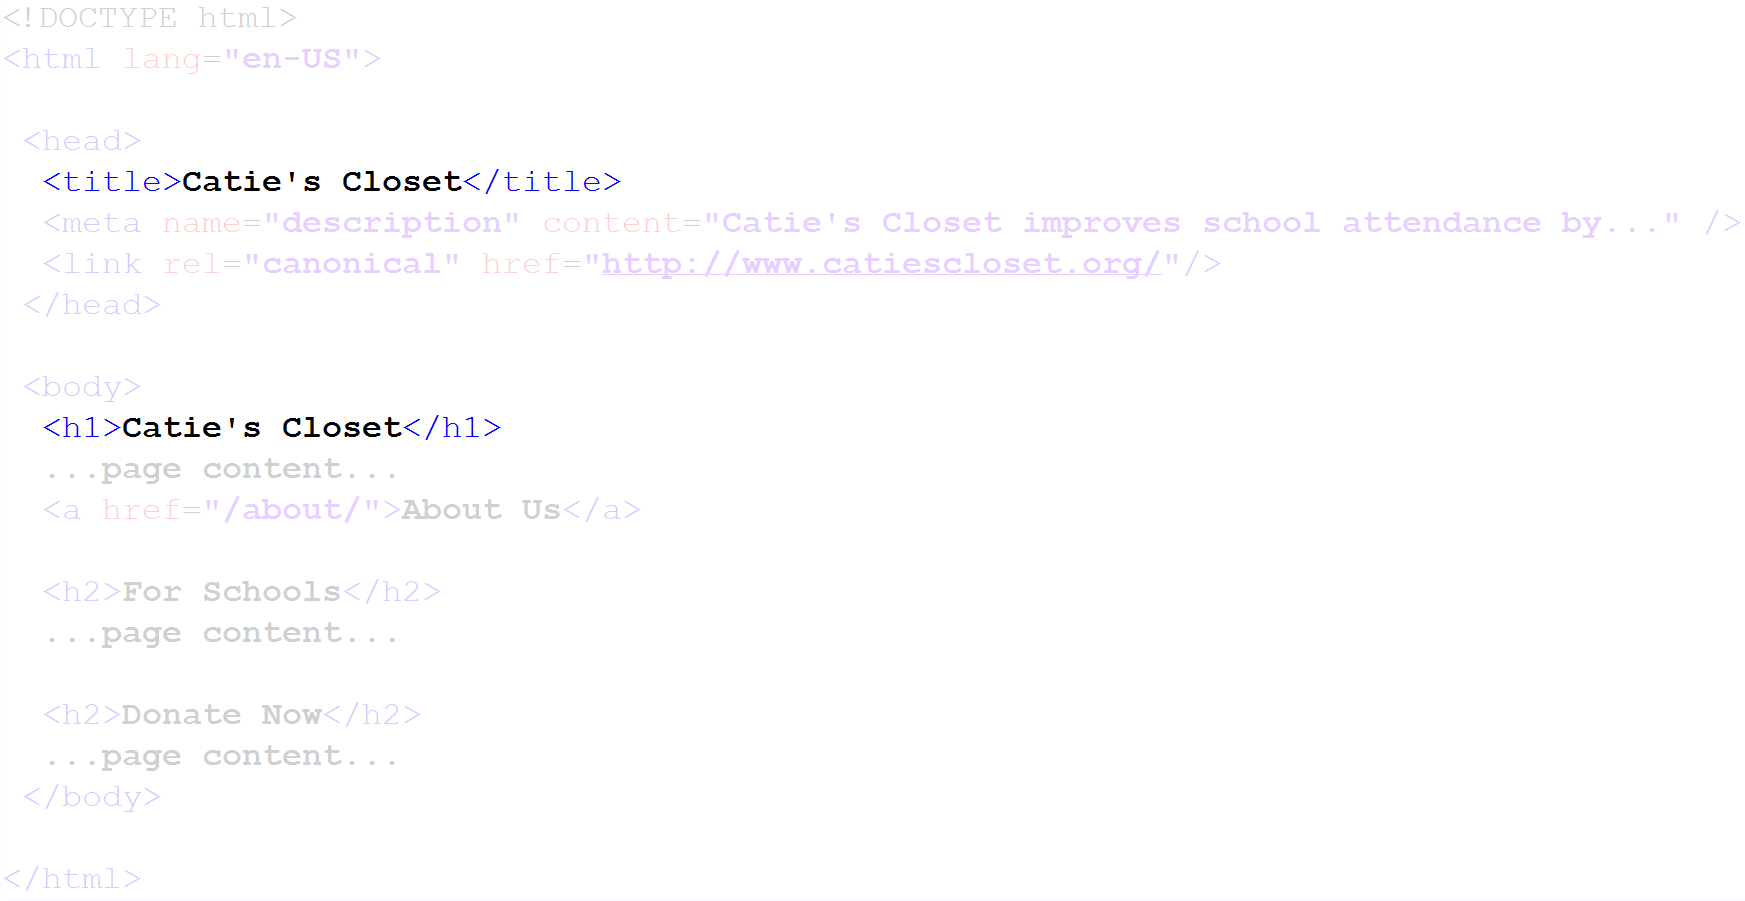 <!DOCTYPE html>
<html lang="en-US">
<head>
<title>Catie's Closet</title>
<meta name="description" content="Catie's Closet improves school attendance by..." />
<link rel="canonical" href="http://www.catiescloset.org/"/>
</head>
<body>
<h1>Catie's Closet</h1>
...page content...
<a href="/about/">About Us</a>
<h2>For Schools</h2>
...page content...
<h2>Donate Now</h2>
...page content...
</body>
</html>